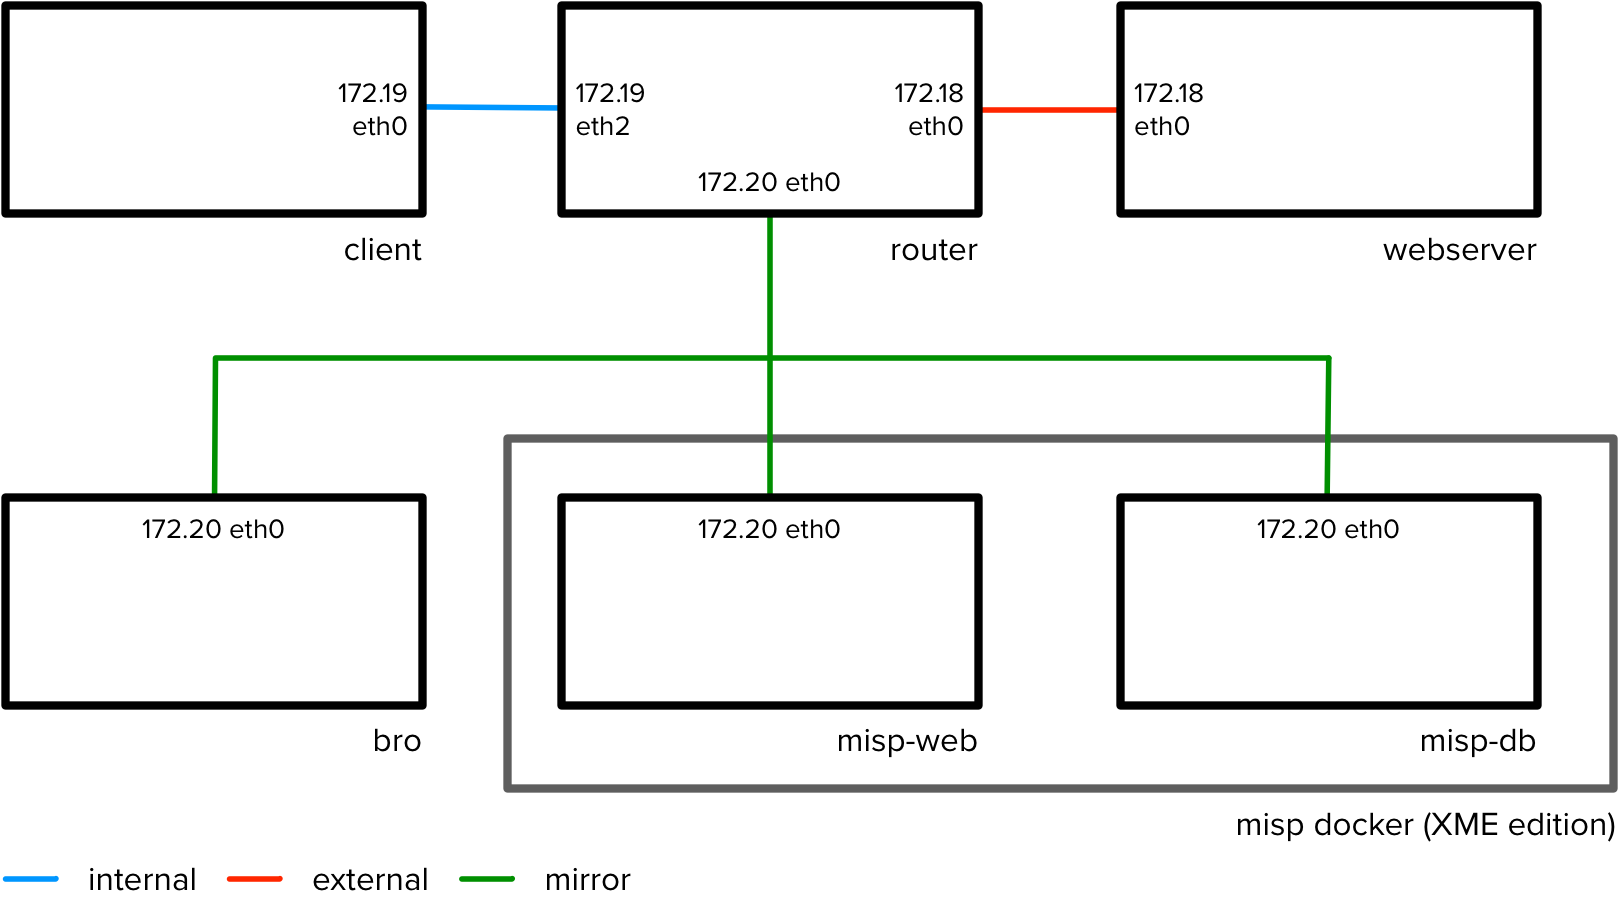 172.19
eth0
172.19
eth2
172.18
eth0
172.20 eth0
172.18
eth0
client
router
webserver
172.20 eth0
172.20 eth0
172.20 eth0
bro
misp-web
misp-db
misp docker (XME edition)
internal
external
mirror